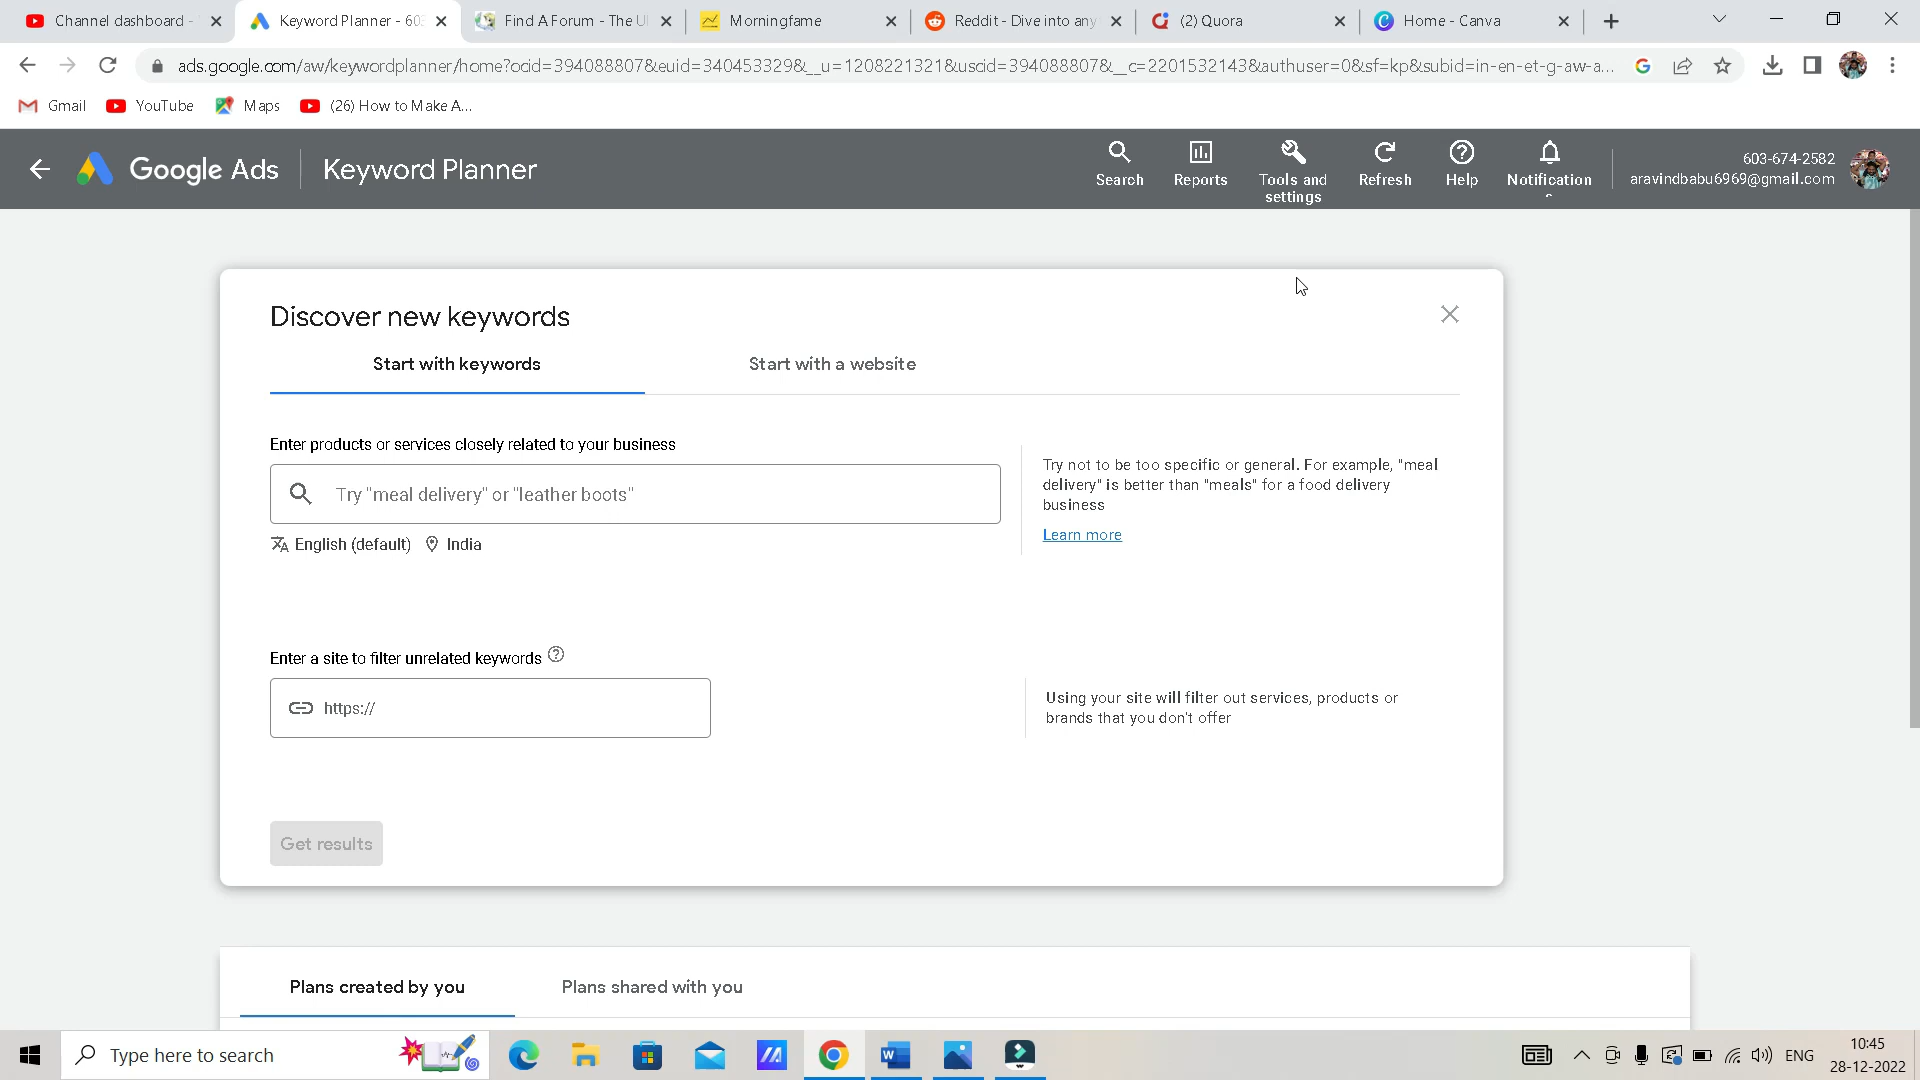 Channel dashboard -
Keyword Planner - 603
Find A Forum - The Ul
Morningfame
Reddit - Dive into any
(2) Quora
Home - Canva
ads.google.com/aw/keywordplanner/home?ocid=394088807&euid=340453329&__u=1208221321&uscid=394088807&__c=2201532143&authuser=0&sf=kp&subid=in-en-et-g-aw-a...
Gmail
YouTube
Maps
(26) How to Make A...
Google Ads
Keyword Planner
Search
Reports
Tools and
settings
Refresh
Help
Notification
603-674-2582
aravindbabu6969@gmail.com
Discover new keywords
Start with keywords
Start with a website
Enter products or services closely related to your business
Try "meal delivery" or "leather boots"
English (default)
India
Try not to be too specific or general. For example, "meal
delivery" is better than "meals" for a food delivery
business
Learn more
Enter a site to filter unrelated keywords
https://
Using your site will filter out services, products or
brands that you don't offer
Get results
Plans created by you
Plans shared with you
Type here to search
ENG
10:45
28-12-2022